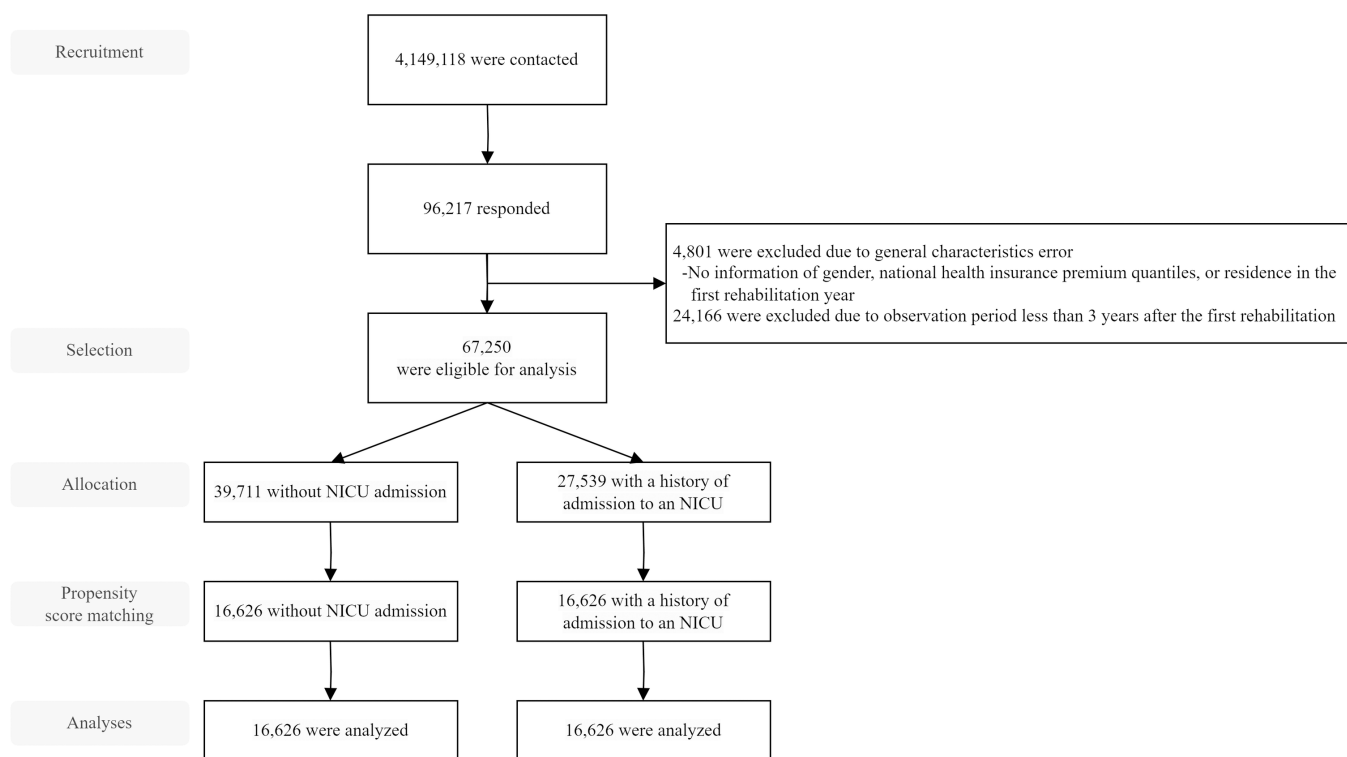 Recruitment
4,149,118 were contacted
96,217 responded
4,801 were excluded due to general characteristics error
-No information of gender, national health insurance premium quantiles, or residence in the
first rehabilitation year
24,166 were excluded due to observation period less than 3 years after the first rehabilitation
Selection
67,250
were eligible for analysis
Allocation
39,711 without NICU admission
27,539 with a history of
admission to an NICU
Propensity
score matching
16,626 without NICU admission
16,626 with a history of
admission to an NICU
Analyses
16,626 were analyzed
16,626 were analyzed